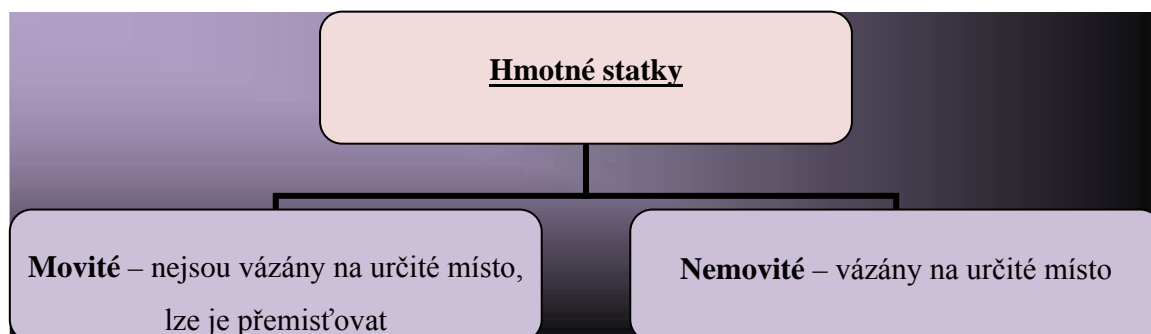 Hmotné statky
Movité – nejsou vázány na určité místo,
lze je přemisťovat
Nemovité – vázány na určité místo